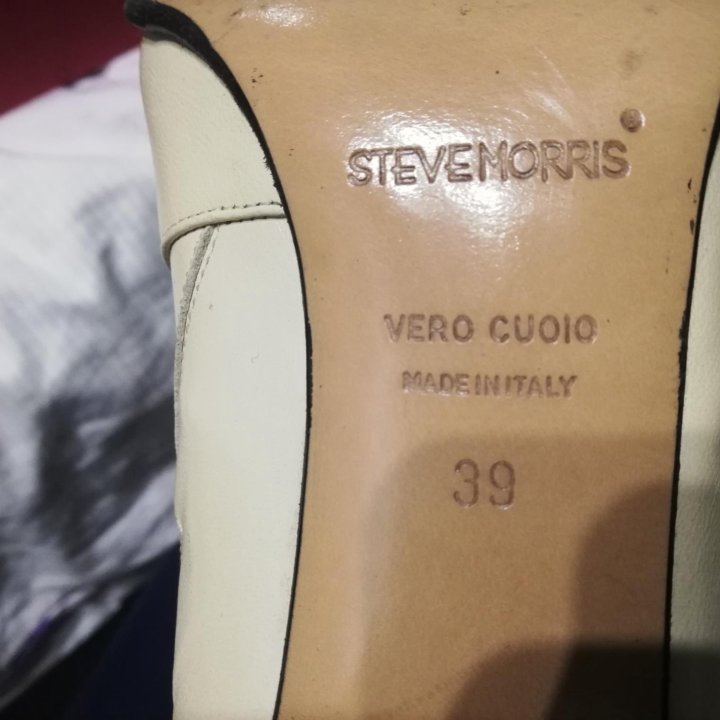 STEVEMORRIS®
VERO CUOIO
MADE IN ITALY
39